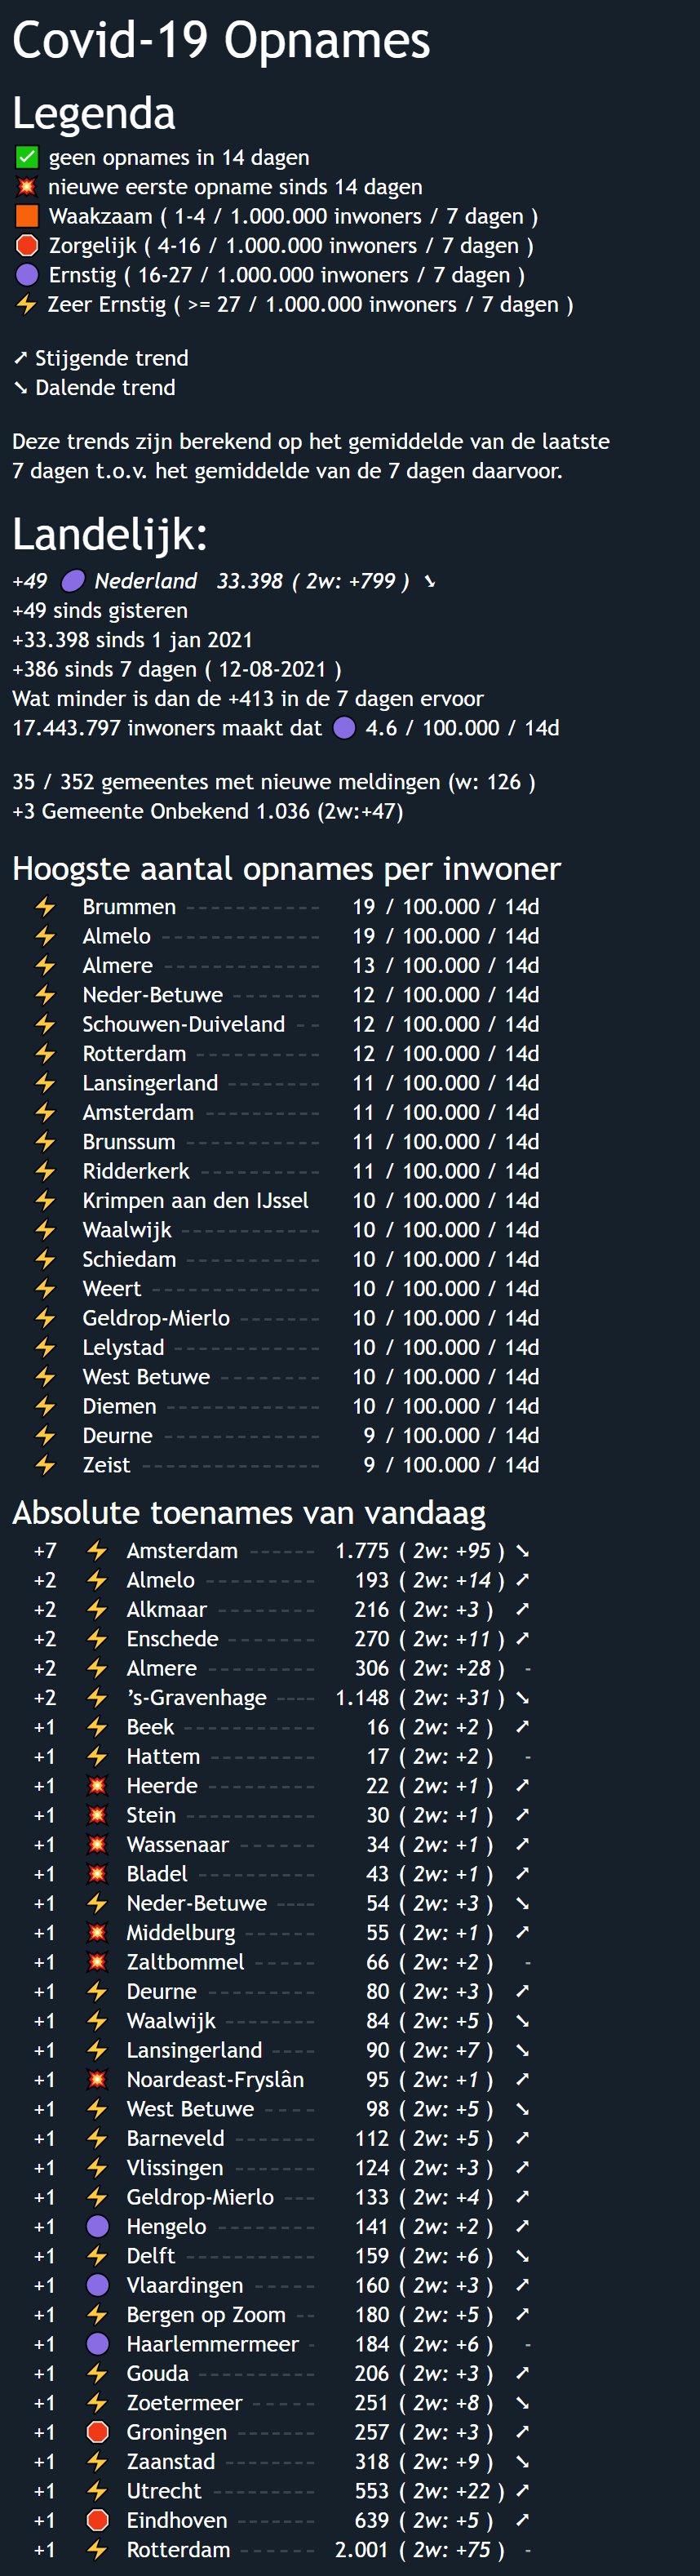 Covid-19 Opnames
Legenda
✅ geen opnames in 14 dagen
💥 nieuwe eerste opname sinds 14 dagen
🟧 Waakzaam ( 1-4 / 1.000.000 inwoners / 7 dagen )
🛑 Zorgelijk ( 4-16 / 1.000.000 inwoners / 7 dagen )
🟣 Ernstig ( 16-27 / 1.000.000 inwoners / 7 dagen )
⚡ Zeer Ernstig ( >= 27 / 1.000.000 inwoners / 7 dagen )
➚ Stijgende trend
➘ Dalende trend
Deze trends zijn berekend op het gemiddelde van de laatste
7 dagen t.o.v. het gemiddelde van de 7 dagen daarvoor.
Landelijk:
+49 🟣 Nederland 33.398 ( 2w: +799 ) ➘
+49 sinds gisteren
+33.398 sinds 1 jan 2021
+386 sinds 7 dagen ( 12-08-2021 )
Wat minder is dan de +413 in de 7 dagen ervoor
17.443.797 inwoners maakt dat 🟣 4.6 / 100.000 / 14d
35 / 352 gemeentes met nieuwe meldingen (w: 126 )
+3 Gemeente Onbekend 1.036 (2w:+47)
Hoogste aantal opnames per inwoner
⚡ Brummen ---------- 19 / 100.000 / 14d
⚡ Almelo ------------ 19 / 100.000 / 14d
⚡ Almere ------------ 13 / 100.000 / 14d
⚡ Neder-Betuwe ------ 12 / 100.000 / 14d
⚡ Schouwen-Duiveland -- 12 / 100.000 / 14d
⚡ Rotterdam --------- 12 / 100.000 / 14d
⚡ Lansingerland ------- 11 / 100.000 / 14d
⚡ Amsterdam --------- 11 / 100.000 / 14d
⚡ Brunssum ---------- 11 / 100.000 / 14d
⚡ Ridderkerk --------- 11 / 100.000 / 14d
⚡ Krimpen aan den IJssel 10 / 100.000 / 14d
⚡ Waalwijk ----------- 10 / 100.000 / 14d
⚡ Schiedam ---------- 10 / 100.000 / 14d
⚡ Weert ------------- 10 / 100.000 / 14d
⚡ Geldrop-Mierlo ------ 10 / 100.000 / 14d
⚡ Lelystad ----------- 10 / 100.000 / 14d
⚡ West Betuwe ------- 10 / 100.000 / 14d
⚡ Diemen ----------- 10 / 100.000 / 14d
⚡ Deurne ------------ 9 / 100.000 / 14d
⚡ Zeist -------------- 9 / 100.000 / 14d
Absolute toenames van vandaag
+7 ⚡ Amsterdam ------ 1.775 ( 2w: +95 ) ➘
+2 ⚡ Almelo --------- 193 ( 2w: +14 ) ➚
+2 ⚡ Alkmaar -------- 216 ( 2w: +3 ) ➚
+2 ⚡ Enschede ------- 270 ( 2w: +11 ) ➚
+2 ⚡ Almere --------- 306 ( 2w: +28 ) -
+2 ⚡ ’s-Gravenhage ---- 1.148 ( 2w: +31 ) ➘
+1 ⚡ Beek ----------- 16 ( 2w: +2 ) ➚
+1 ⚡ Hattem --------- 17 ( 2w: +2 ) -
+1 💥 Heerde --------- 22 ( 2w: +1 ) ➚
+1 💥 Stein ----------- 30 ( 2w: +1 ) ➚
+1 💥 Wassenaar ------ 34 ( 2w: +1 ) ➚
+1 💥 Bladel ---------- 43 ( 2w: +1 ) ➚
+1 ⚡ Neder-Betuwe ---- 54 ( 2w: +3 ) ➘
+1 💥 Middelburg ------ 55 ( 2w: +1 ) ➚
+1 💥 Zaltbommel ----- 66 ( 2w: +2 ) -
+1 ⚡ Deurne --------- 80 ( 2w: +3 ) ➚
+1 ⚡ Waalwijk -------- 84 ( 2w: +5 ) ➘
+1 ⚡ Lansingerland ---- 90 ( 2w: +7 ) ➘
+1 💥 Noardeast-Fryslân 95 ( 2w: +1 ) ➚
+1 ⚡ West Betuwe ----- 98 ( 2w: +5 ) ➘
+1 ⚡ Barneveld ------- 112 ( 2w: +5 ) ➚
+1 ⚡ Vlissingen ------- 124 ( 2w: +3 ) ➚
+1 ⚡ Geldrop-Mierlo --- 133 ( 2w: +4 ) ➚
+1 🟣 Hengelo -------- 141 ( 2w: +2 ) ➚
+1 ⚡ Delft ----------- 159 ( 2w: +6 ) ➘
+1 🟣 Vlaardingen ----- 160 ( 2w: +3 ) ➚
+1 ⚡ Bergen op Zoom -- 180 ( 2w: +5 ) ➚
+1 🟣 Haarlemmermeer - 184 ( 2w: +6 ) -
+1 ⚡ Gouda ---------- 206 ( 2w: +3 ) ➚
+1 ⚡ Zoetermeer ----- 251 ( 2w: +8 ) ➘
+1 🛑 Groningen ------- 257 ( 2w: +3 ) ➚
+1 ⚡ Zaanstad -------- 318 ( 2w: +9 ) ➘
+1 ⚡ Utrecht --------- 553 ( 2w: +22 ) ➚
+1 🛑 Eindhoven ------- 639 ( 2w: +5 ) ➚
+1 ⚡ Rotterdam ------ 2.001 ( 2w: +75 ) -